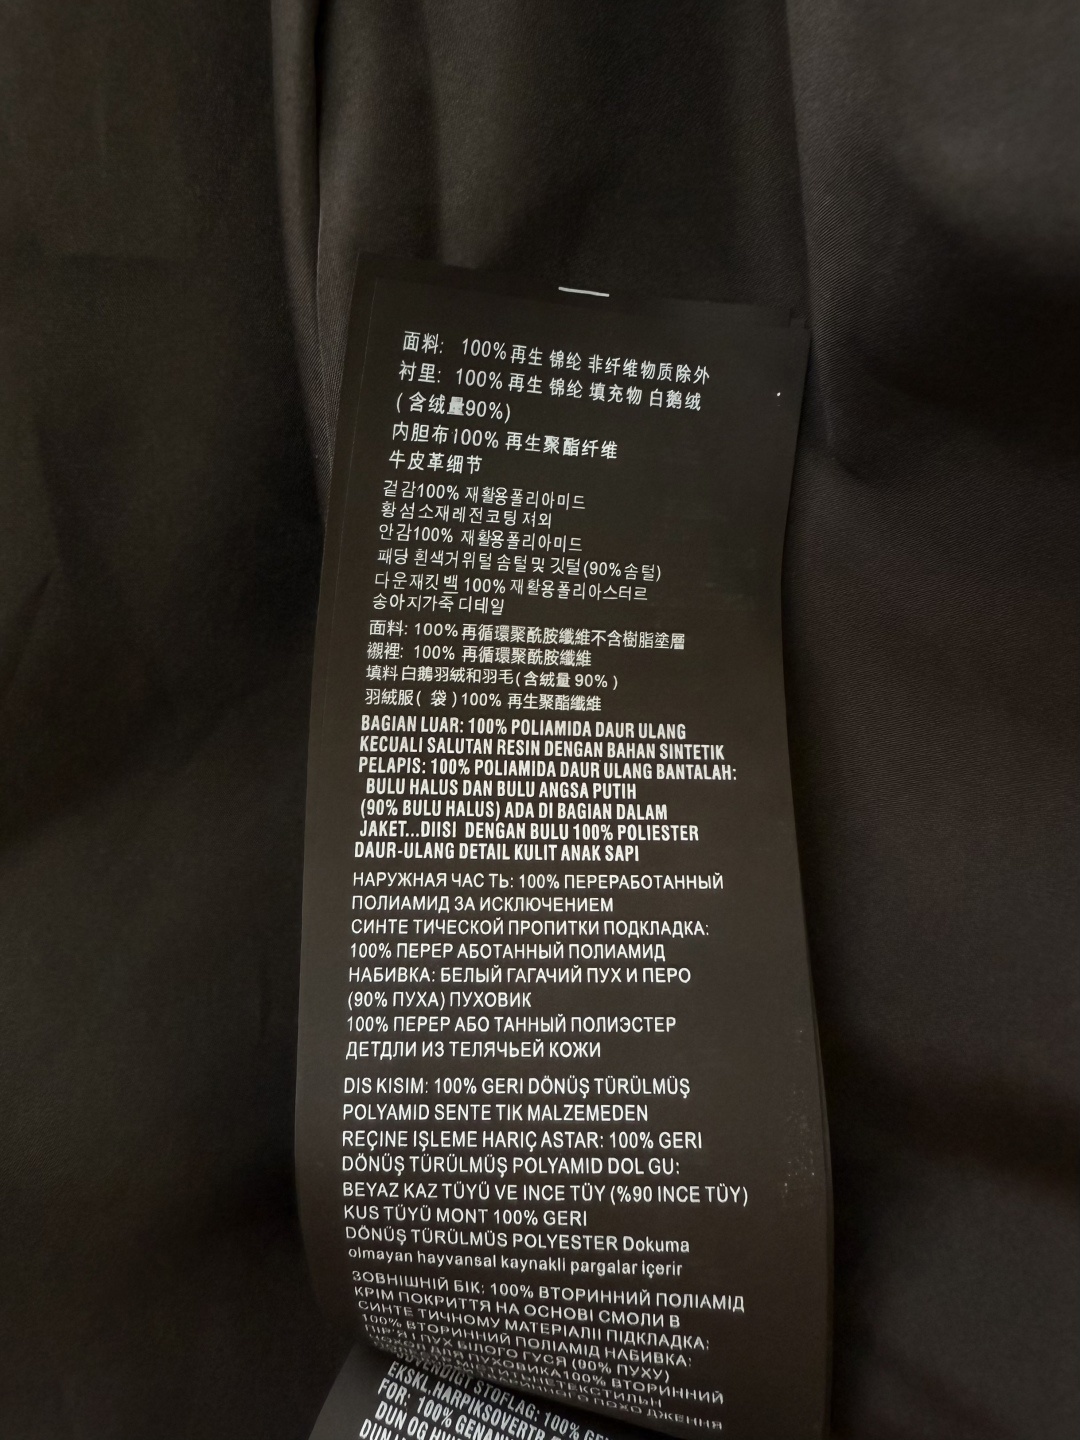 面料: 100%再生 锦纶 非纤维物质除外
衬里: 100% 再生 锦纶 填充物 白鹅绒
(含绒量90%)
内胆布100% 再生聚酯纤维
牛皮革细节
겉감100% 재활용폴리아미드
황섬소재레전코팅 져외
안감100% 재활용폴리아미드
패당 흰색거위털 솜털및 깃털(90%솜털)
다운재킷 백 100% 재활용폴리아스터르
송아지가죽 디테일
面料: 100%再循環聚酰胺纖維不含樹脂塗層
襯裡: 100% 再循環聚酰胺纖維
填料 白鵝羽絨和羽毛(含絨量 90% )
羽絨服( 袋 )100% 再生聚酯纖維
BAGIAN LUAR: 100% POLIAMIDA DAUR ULANG
KECUALI SALUTAN RESIN DENGAN BAHAN SINTETIK
PELAPIS: 100% POLIAMIDA DAUR ULANG BANTALAH:
BULU HALUS DAN BULU ANGSA PUTIH
(90% BULU HALUS) ADA DI BAGIAN DALAM
JAKET...DIISI DENGAN BULU 100% POLIESTER
DAUR-ULANG DETAIL KULIT ANAK SAPI
НАРУЖНАЯ ЧАС ТЬ: 100% ПЕРЕРАБОТАННЫЙ
ПОЛИАМИД ЗА ИСКЛЮЧЕНИЕМ
СИНТЕ ТИЧЕСКОЙ ПРОПИТКИ ПОДКЛАДКА:
100% ПЕРЕР АБОТАННЫЙ ПОЛИАМИД
НАБИВКА: БЕЛЫЙ ГАГАЧИЙ ПУХ И ПЕРО
(90% ПУХА) ПУХОВИК
100% ПЕРЕР АБО ТАННЫЙ ПОЛИЭСТЕР
ДЕТДЛИ ИЗ ТЕЛЯЧЬЕЙ КОЖИ
DIS KISIM: 100% GERI DÖNÜŞ TÜRÜLMÜŞ
POLYAMID SENTE TIK MALZEMEDEN
REÇINE IŞLEME HARIÇ ASTAR: 100% GERI
DÖNÜŞ TÜRÜLMÜŞ POLYAMID DOL GU:
BEYAZ KAZ TÜYÜ VE INCE TÜY (%90 INCE TÜY)
KUS TÜYÜ MONT 100% GERI
DÖNÜŞ TÜRÜLMÜS POLYESTER Dokuma
olmayan hayvansal kaynakli pargalar içerir
ЗОВНІШНІЙ БІК: 100% ВТОРИННИЙ ПОЛІАМІД
КРІМ ПОКРИТТЯ НА ОСНОВІ СМОЛИ В
СИНТЕ ТИЧНОМУ МАТЕРІАЛІІ ПІДКЛАДКА:
100% ВТОРИННИЙ ПОЛІАМІД НАБИВКА:
ПІР'Я І ПУХ БІЛОГО ГУСЯ (90% ПУХУ)
ПУХОВИКА100% ВТОРИННИЙ
STOFLAG: 100%
EKSKL.HARPIKSOVERTR
FOR: 100%
DUN OG